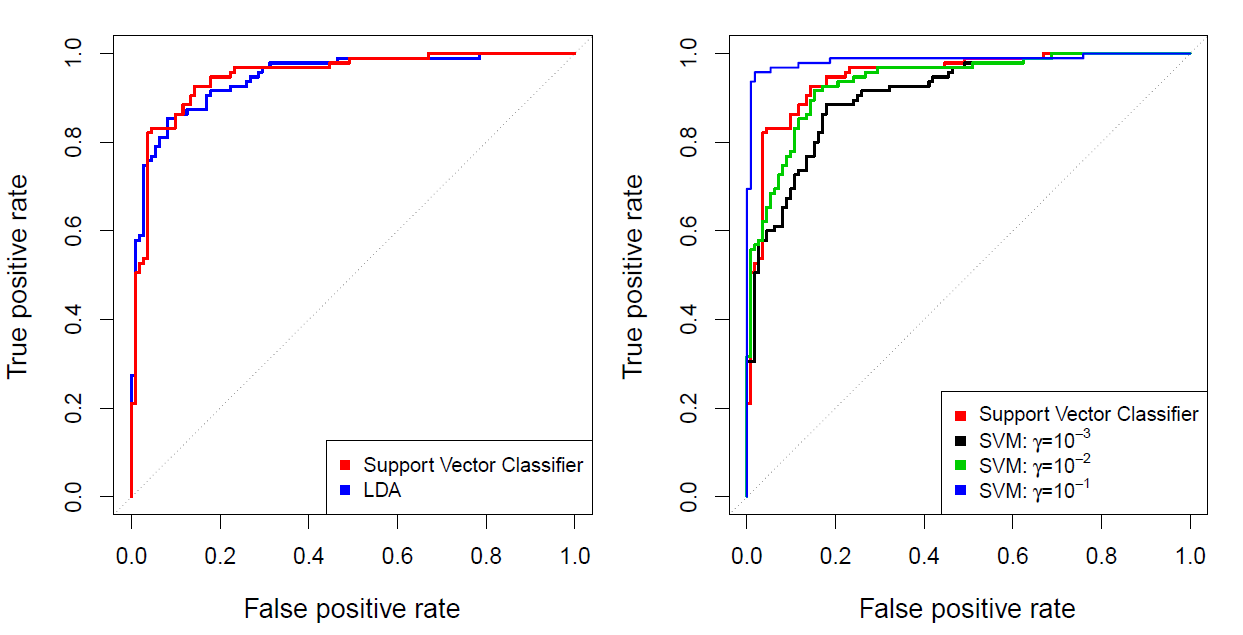 True positive rate
1.0
0.8
0.6
0.4
0.2
0.0
Support Vector Classifier
LDA
0.0 0.2 0.4 0.6 0.8 1.0
False positive rate
True positive rate
1.0
0.8
0.6
0.4
0.2
0.0
Support Vector Classifier
SVM: γ=10⁻³
SVM: γ=10⁻²
SVM: γ=10⁻¹
0.0 0.2 0.4 0.6 0.8 1.0
False positive rate